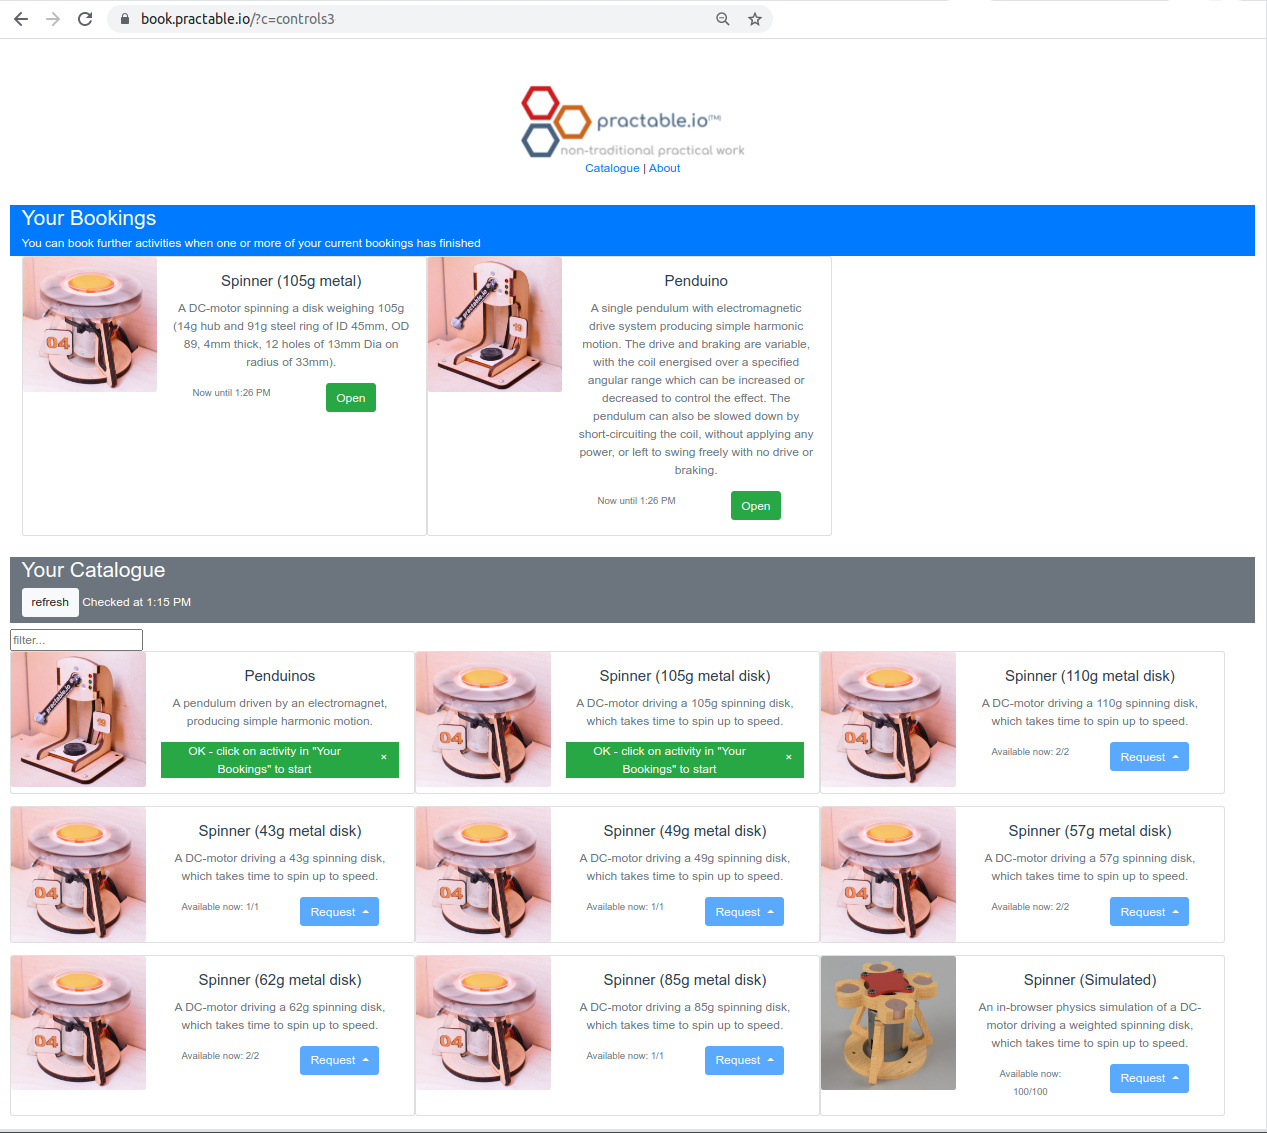 book.practable.io/?c=controls3
practable.io(TM)
non-traditional practical work
Catalogue | About
Your Bookings
You can book further activities when one or more of your current bookings has finished
04
Spinner (105g metal)
A DC-motor spinning a disk weighing 105g
(14g hub and 91g steel ring of ID 45mm, OD
89, 4mm thick, 12 holes of 13mm Dia on
radius of 33mm).
Now until 1:26 PM
Open
practable.io
19
Penduino
A single pendulum with electromagnetic
drive system producing simple harmonic
motion. The drive and braking are variable,
with the coil energised over a specified
angular range which can be increased or
decreased to control the effect. The
pendulum can also be slowed down by
short-circuiting the coil, without applying any
power, or left to swing freely with no drive or
braking.
Now until 1:26 PM
Open
Your Catalogue
refresh Checked at 1:15 PM
filter...
practable.io
19
Penduinos
A pendulum driven by an electromagnet,
producing simple harmonic motion.
OK - click on activity in "Your
Bookings" to start
×
04
Spinner (105g metal disk)
A DC-motor driving a 105g spinning disk,
which takes time to spin up to speed.
OK - click on activity in "Your
Bookings" to start
×
04
Spinner (110g metal disk)
A DC-motor driving a 110g spinning disk,
which takes time to spin up to speed.
Available now: 2/2
Request
04
Spinner (43g metal disk)
A DC-motor driving a 43g spinning disk,
which takes time to spin up to speed.
Available now: 1/1
Request
04
Spinner (49g metal disk)
A DC-motor driving a 49g spinning disk,
which takes time to spin up to speed.
Available now: 1/1
Request
04
Spinner (57g metal disk)
A DC-motor driving a 57g spinning disk,
which takes time to spin up to speed.
Available now: 2/2
Request
04
Spinner (62g metal disk)
A DC-motor driving a 62g spinning disk,
which takes time to spin up to speed.
Available now: 2/2
Request
04
Spinner (85g metal disk)
A DC-motor driving a 85g spinning disk,
which takes time to spin up to speed.
Available now: 1/1
Request
Spinner (Simulated)
An in-browser physics simulation of a DC-
motor driving a weighted spinning disk,
which takes time to spin up to speed.
Available now:
100/100
Request